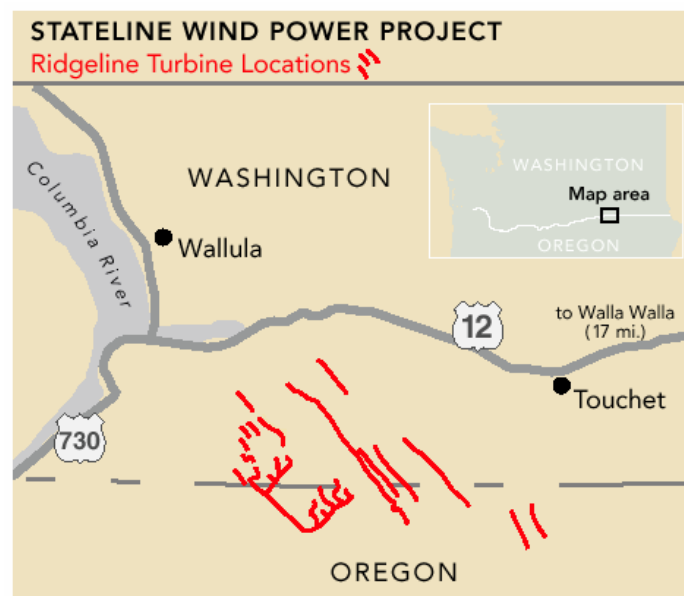 STATELINE WIND POWER PROJECT
Ridgeline Turbine Locations
Columbia River
WASHINGTON
Wallula
WASHINGTON
Map area
OREGON
12
to Walla Walla
(17 mi.)
Touchet
730
OREGON